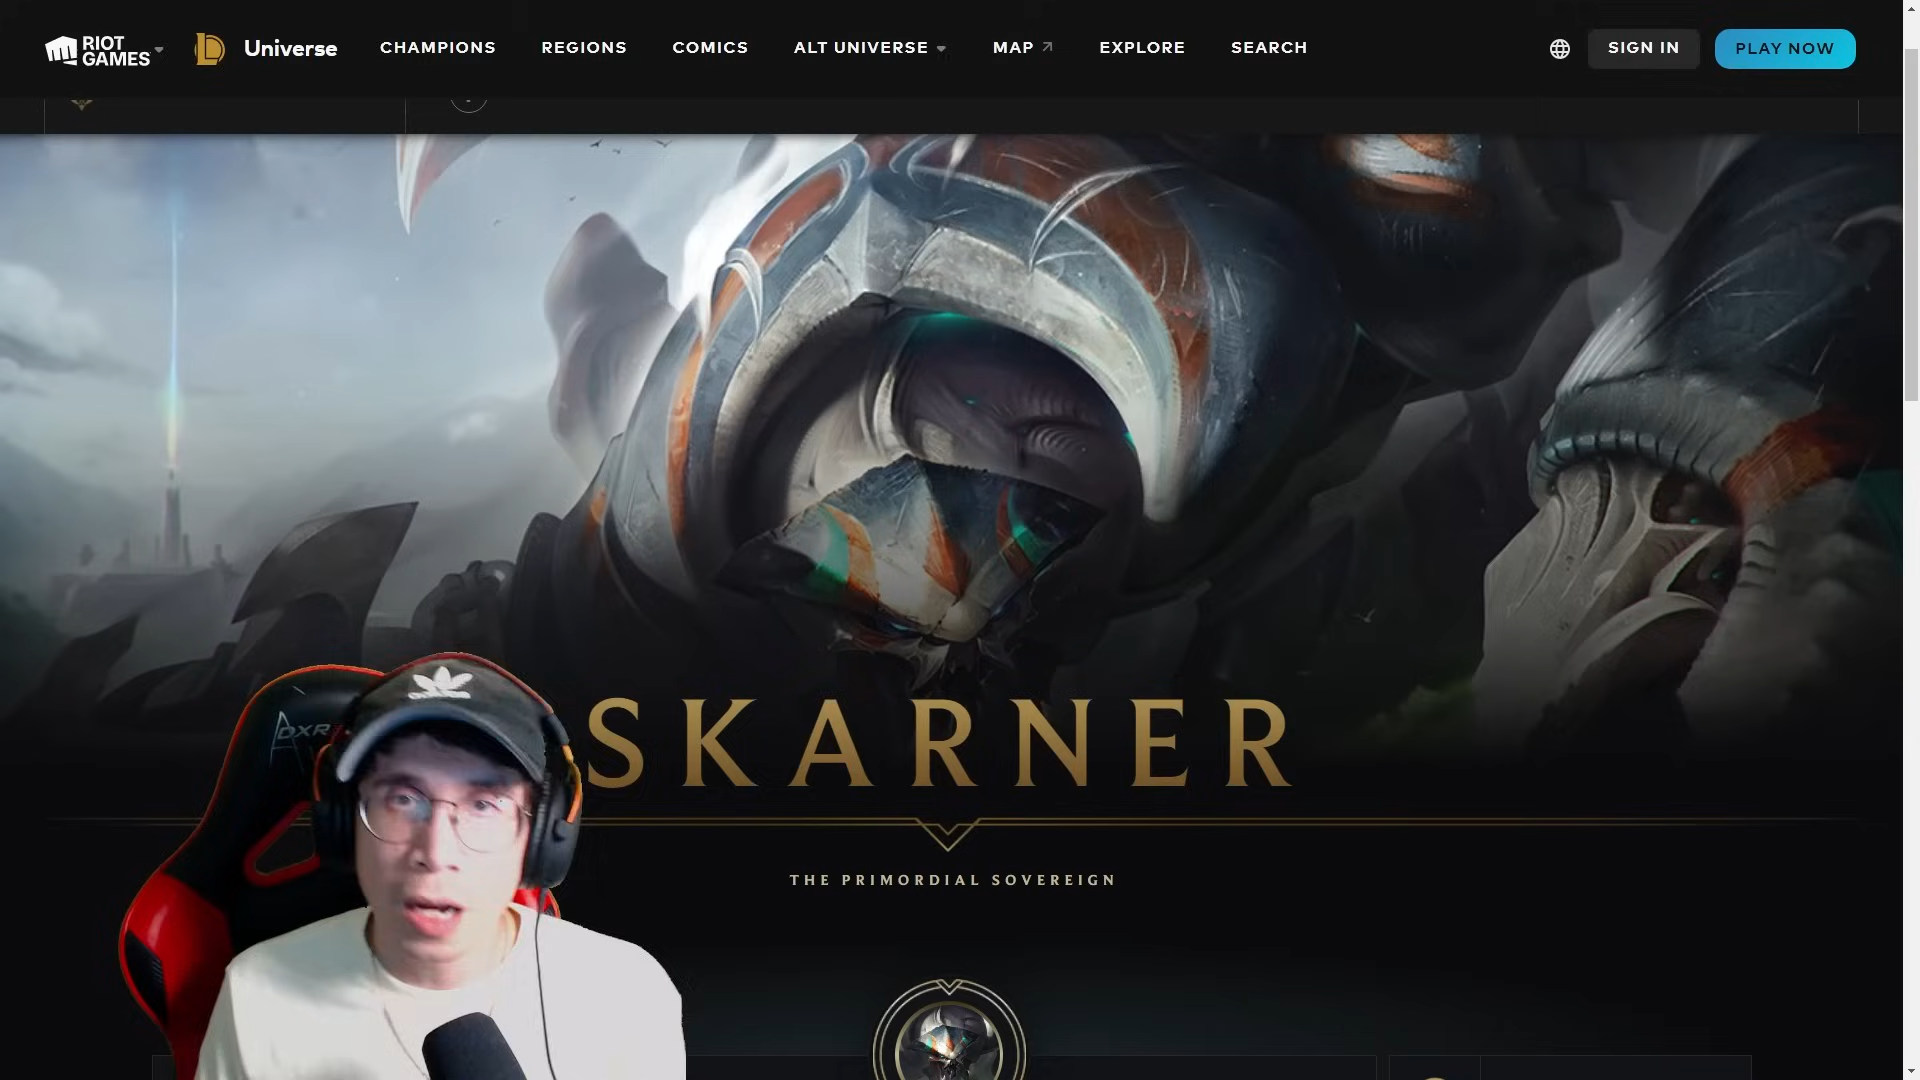 RIOT GAMES
Universe
CHAMPIONS
REGIONS
COMICS
ALT UNIVERSE
MAP
EXPLORE
SEARCH
SIGN IN
PLAY NOW
DXR
SKARNER
THE PRIMORDIAL SOVEREIGN